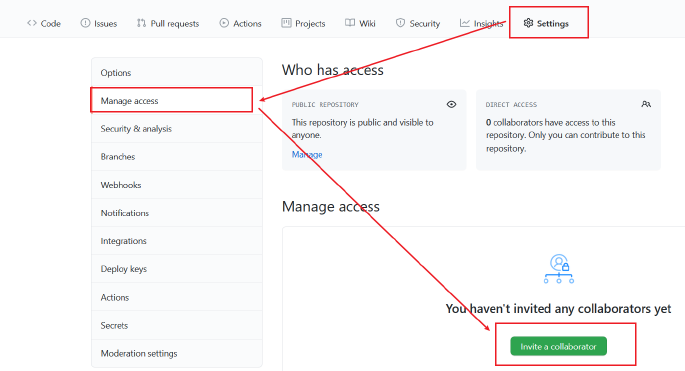 Code Issues Pull requests Actions Projects Wiki Security Insights Settings
Options
Manage access
Security & analysis
Branches
Webhooks
Notifications
Integrations
Deploy keys
Actions
Secrets
Moderation settings
Who has access
PUBLIC REPOSITORY
This repository is public and visible to
anyone.
Manage
DIRECT ACCESS
0 collaborators have access to this
repository. Only you can contribute to this
repository.
Manage access
You haven't invited any collaborators yet
Invite a collaborator